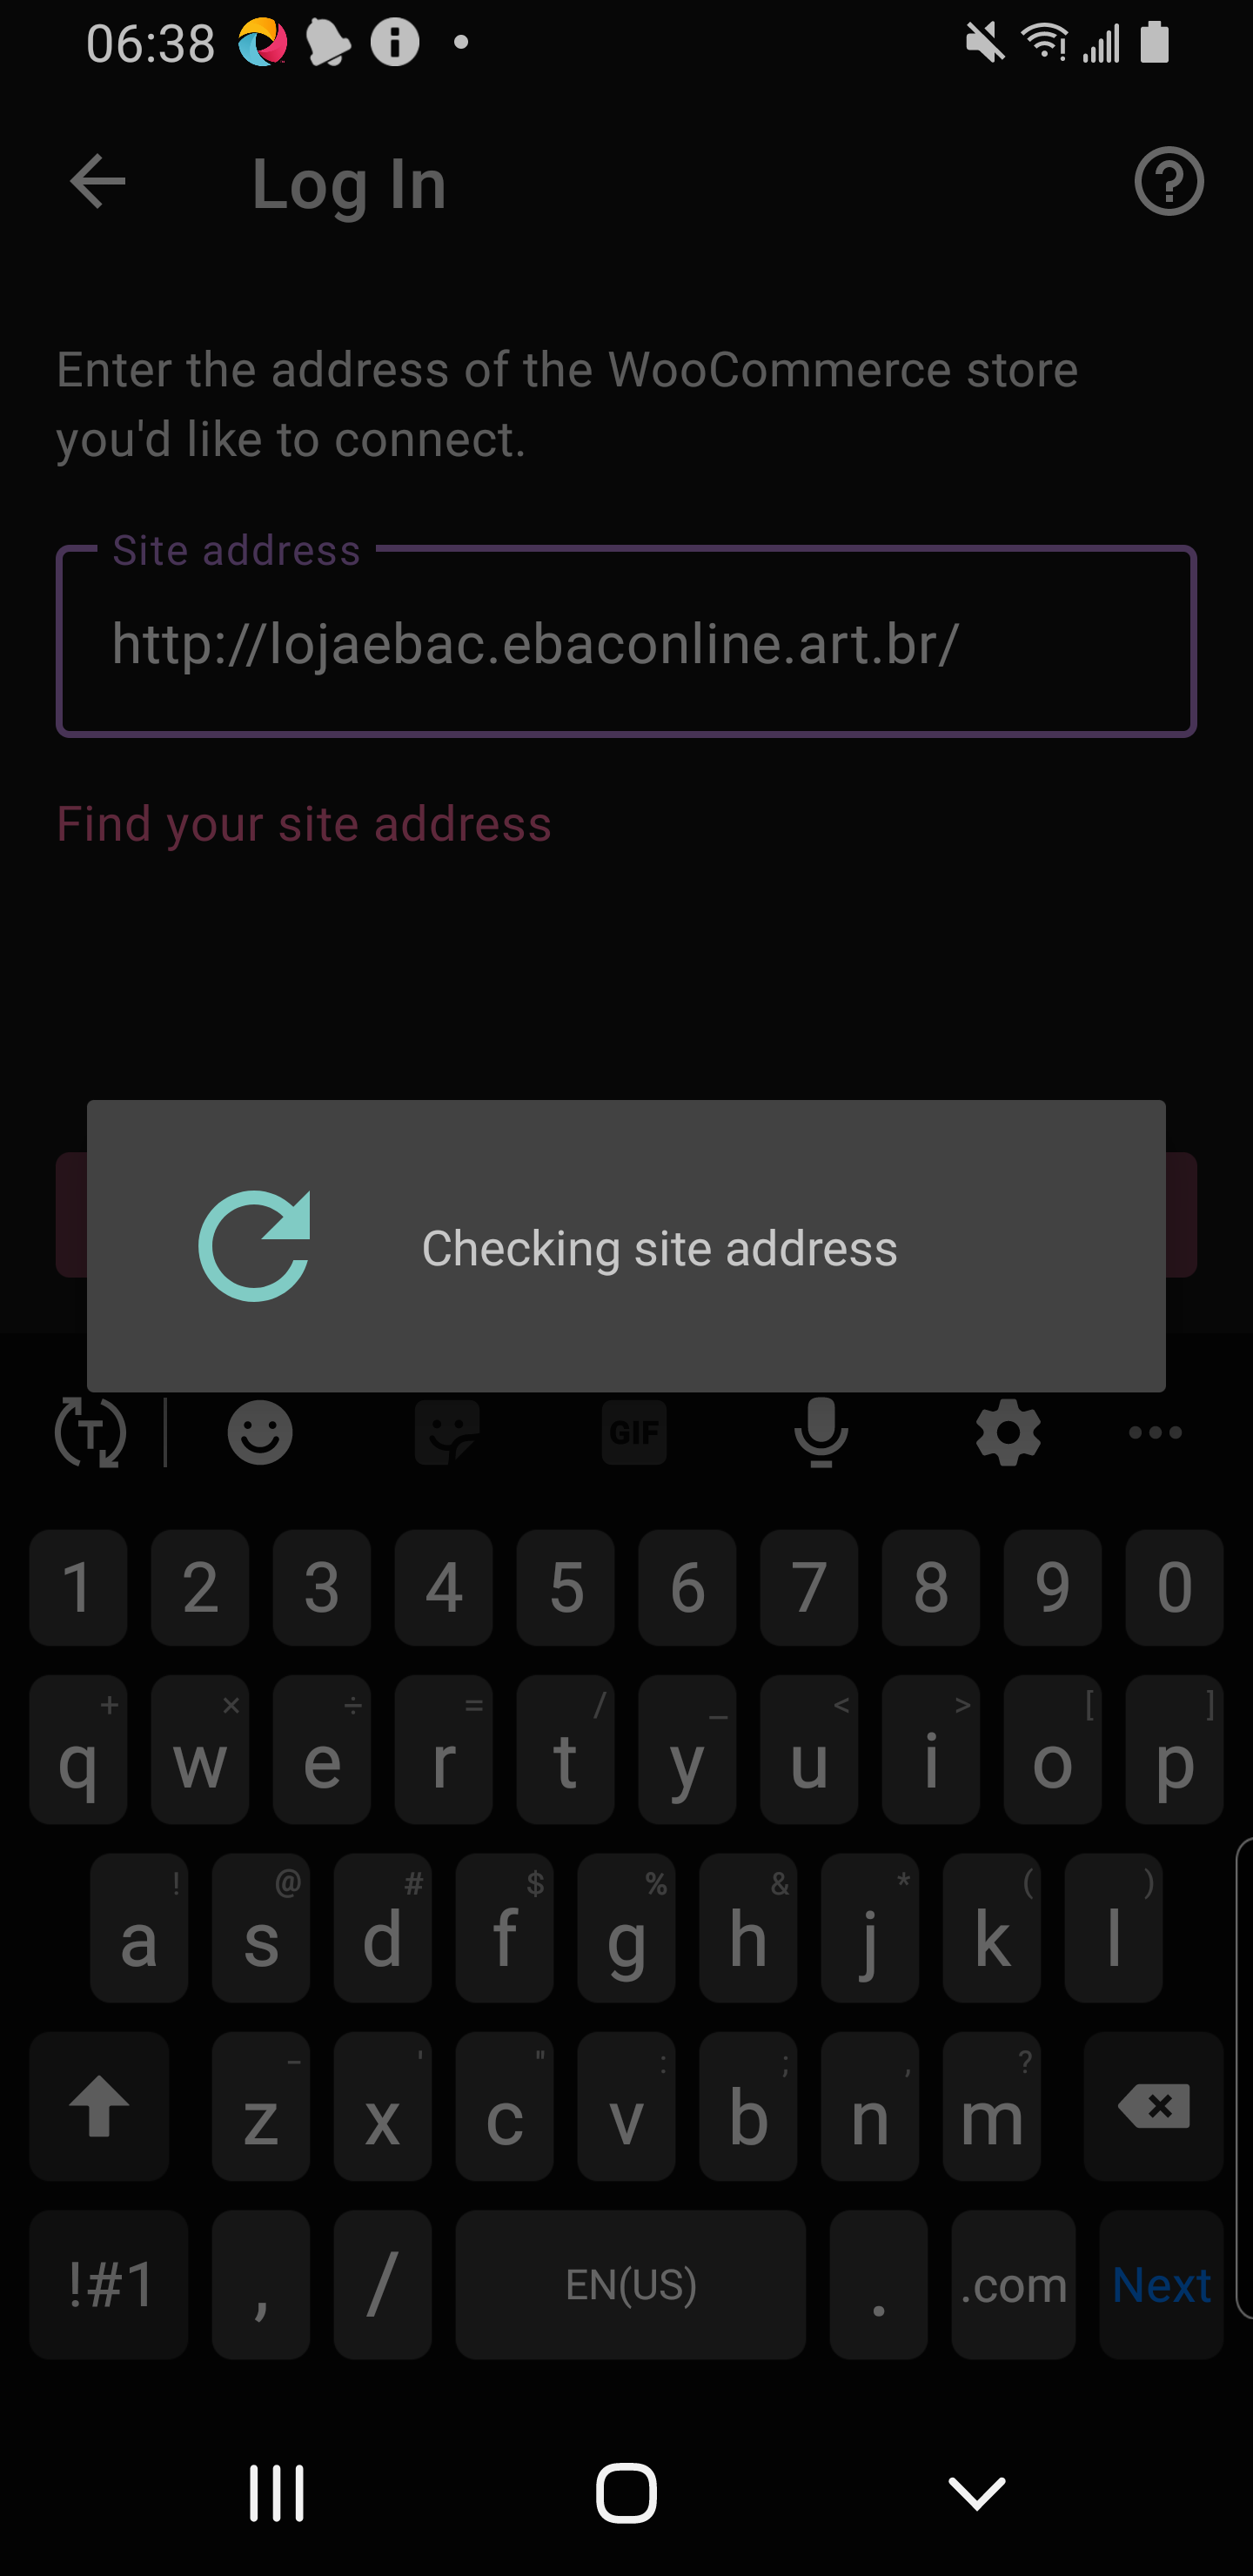 06:38
Log In
Enter the address of the WooCommerce store
you'd like to connect.
Site address
http://lojaebac.ebaconline.art.br/
Find your site address
Checking site address
T GIF
1 2 3 4 5 6 7 8 9 0
+ × ÷ = / _ < > [ ]
q w e r t y u i o p
! @ # $ % & * ( )
a s d f g h j k l
- ' " : ; , ?
z x c v b n m
!#1 , / EN(US) . .com Next